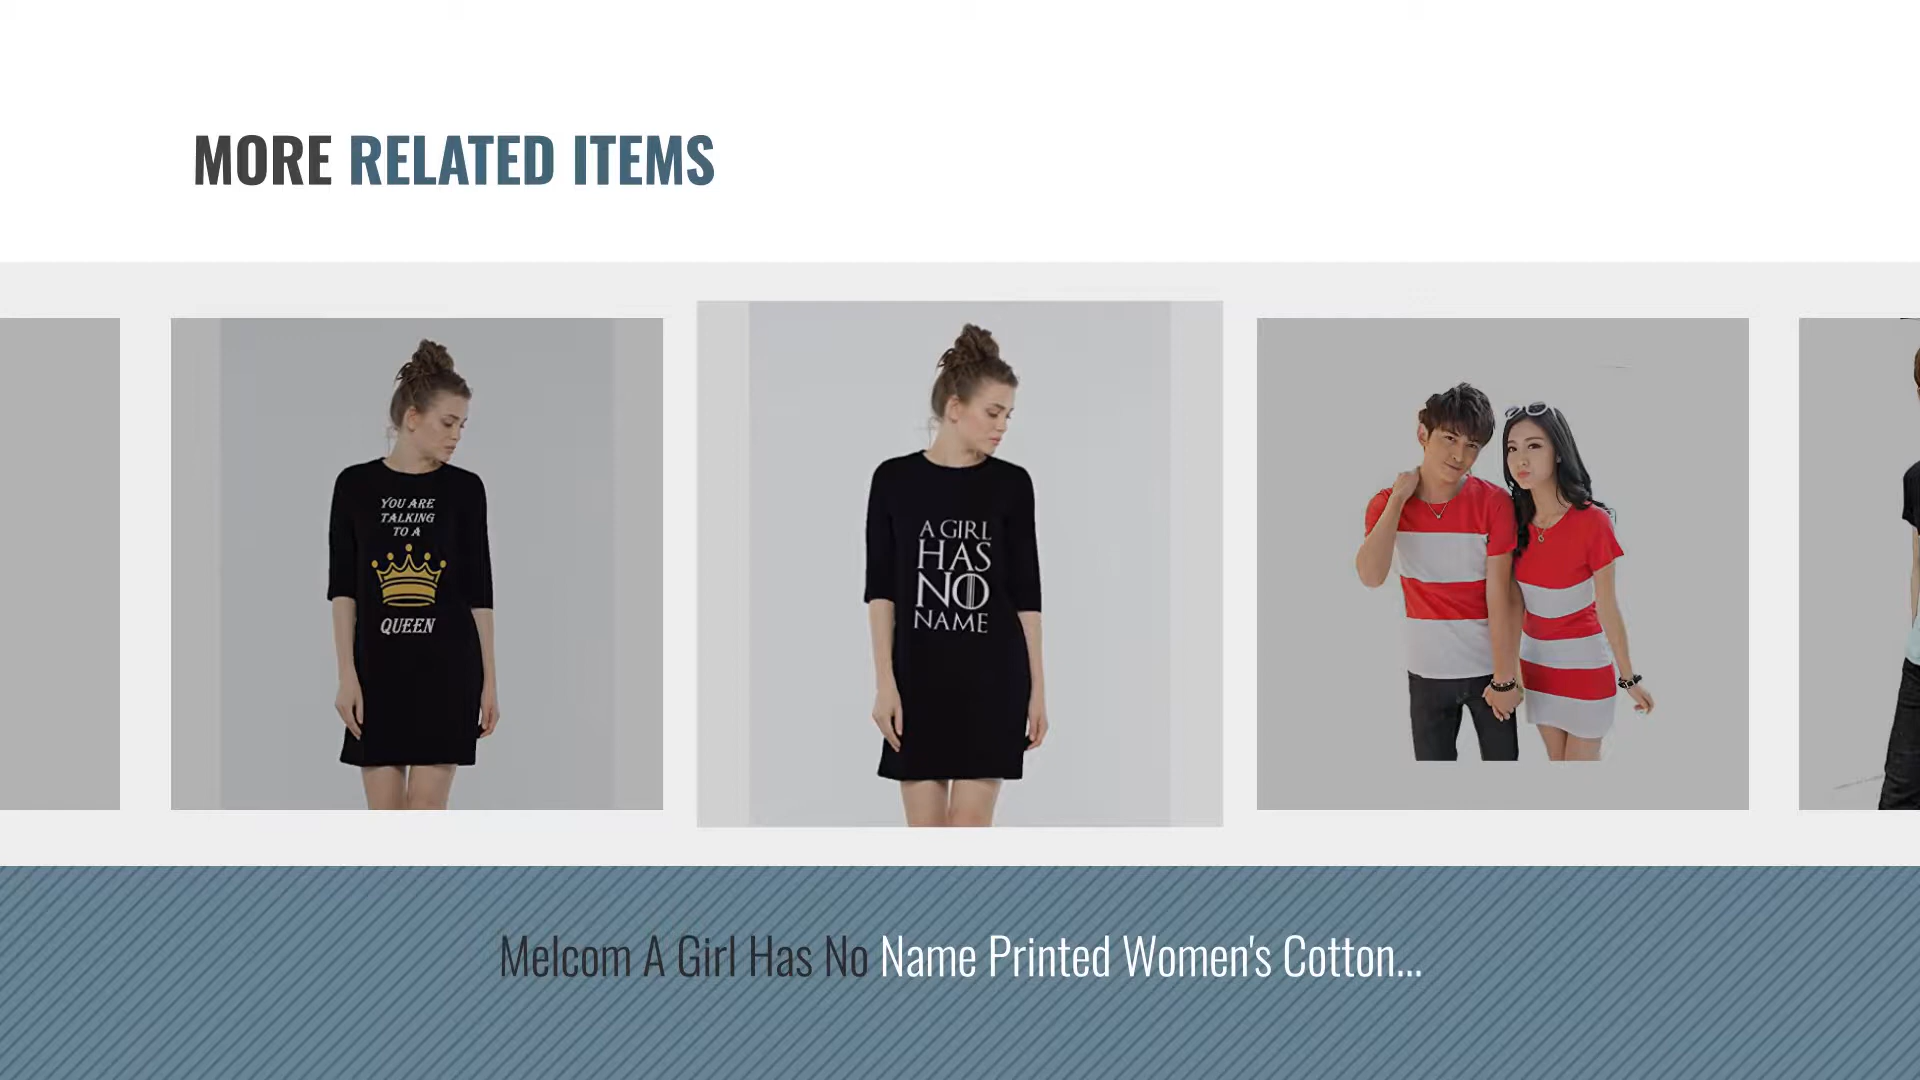 MORE RELATED ITEMS
YOU ARE
TALKING
TO A
QUEEN
A GIRL
HAS
NO
NAME
Melcom A Girl Has No Name Printed Women's Cotton...